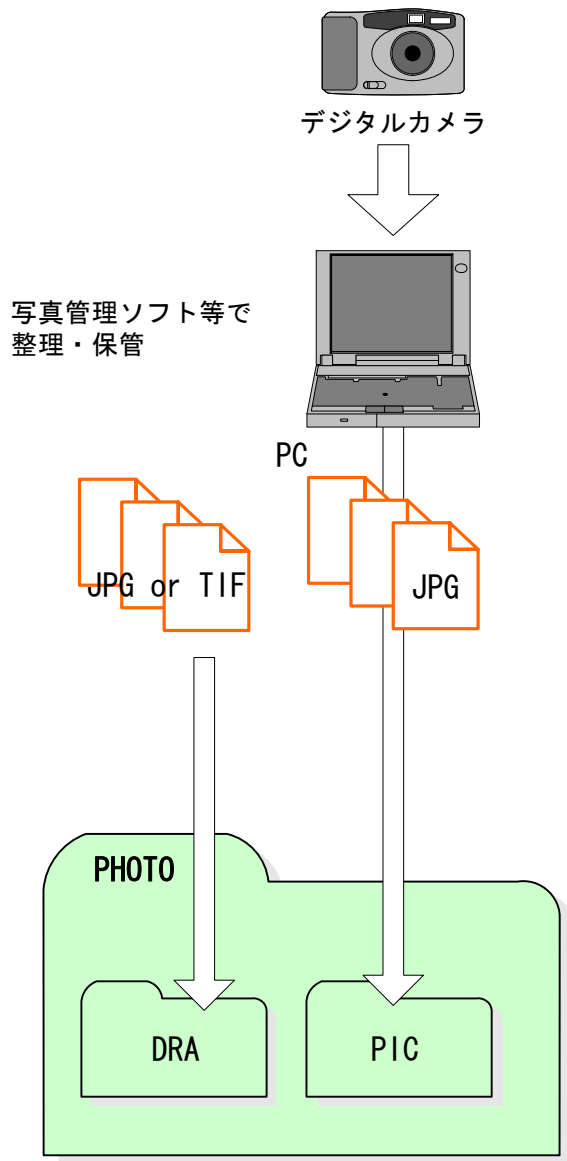 デジタルカメラ
写真管理ソフト等で
整理・保管
PC
JPG or TIF
JPG
PHOTO
DRA
PIC